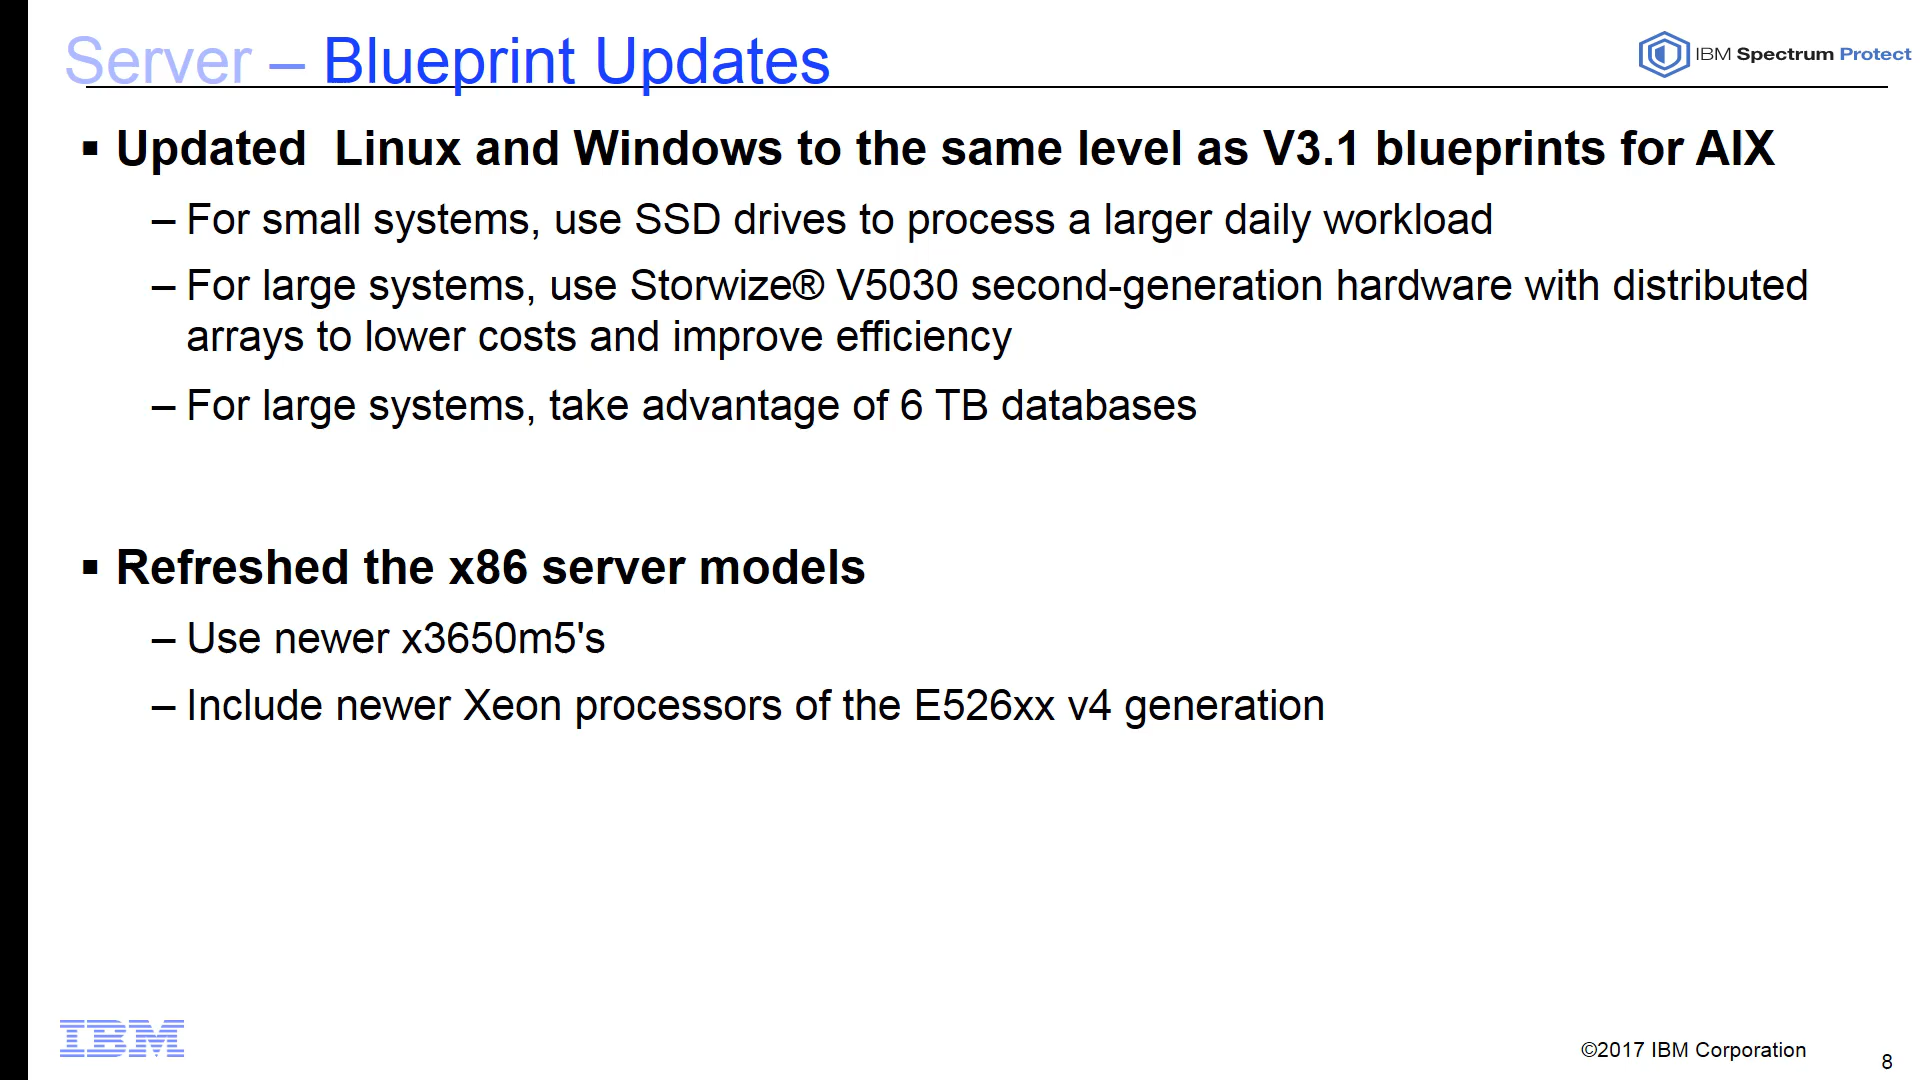 Server – Blueprint Updates
IBM Spectrum Protect
▪ Updated  Linux and Windows to the same level as V3.1 blueprints for AIX
– For small systems, use SSD drives to process a larger daily workload
– For large systems, use Storwize® V5030 second-generation hardware with distributed
arrays to lower costs and improve efficiency
– For large systems, take advantage of 6 TB databases
▪ Refreshed the x86 server models
– Use newer x3650m5's
– Include newer Xeon processors of the E526xx v4 generation
IBM
©2017 IBM Corporation
8